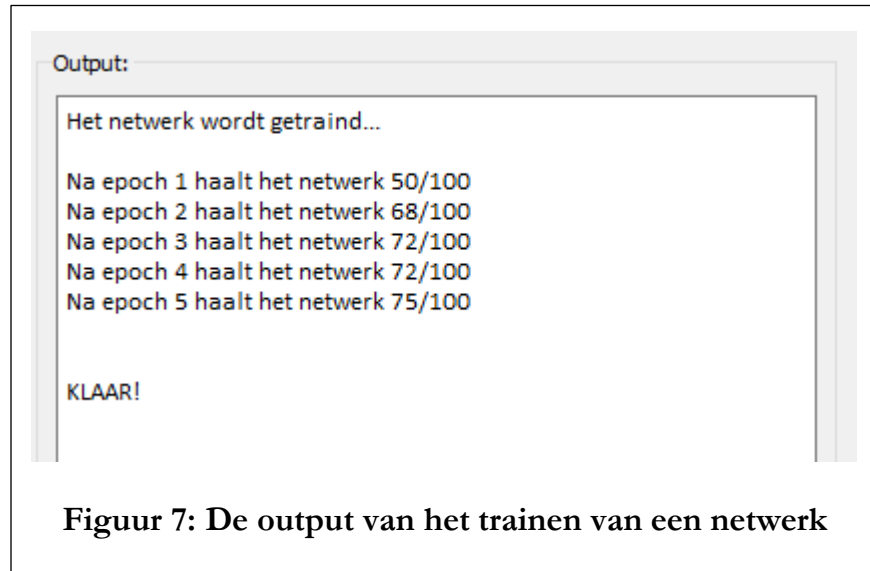 Output:
Het netwerk wordt getraind...
Na epoch 1 haalt het netwerk 50/100
Na epoch 2 haalt het netwerk 68/100
Na epoch 3 haalt het netwerk 72/100
Na epoch 4 haalt het netwerk 72/100
Na epoch 5 haalt het netwerk 75/100
KLAAR!
Figuur 7: De output van het trainen van een netwerk